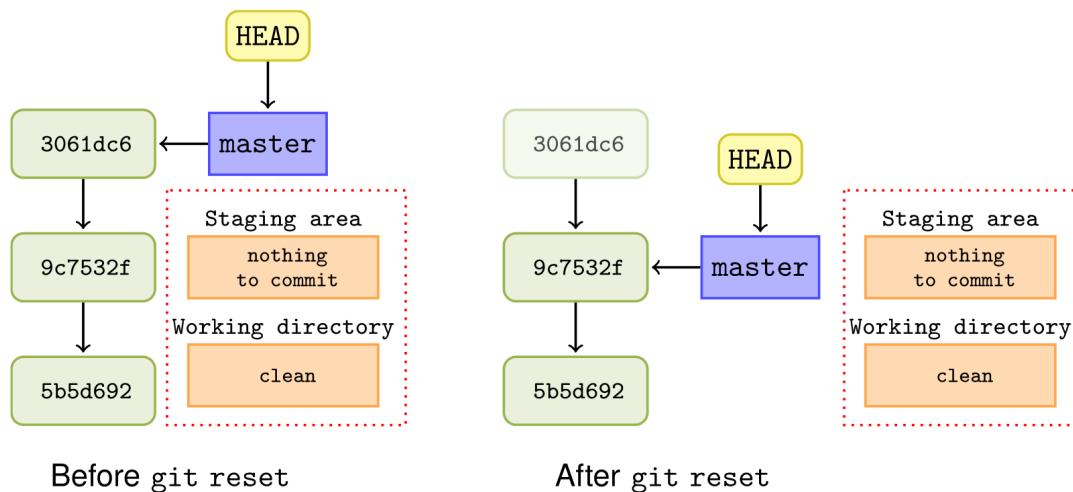 HEAD
3061dc6
master
Staging area
9c7532f
nothing
to commit
Working directory
5b5d692
clean
Before git reset
3061dc6
HEAD
Staging area
9c7532f
master
nothing
to commit
Working directory
5b5d692
clean
After git reset